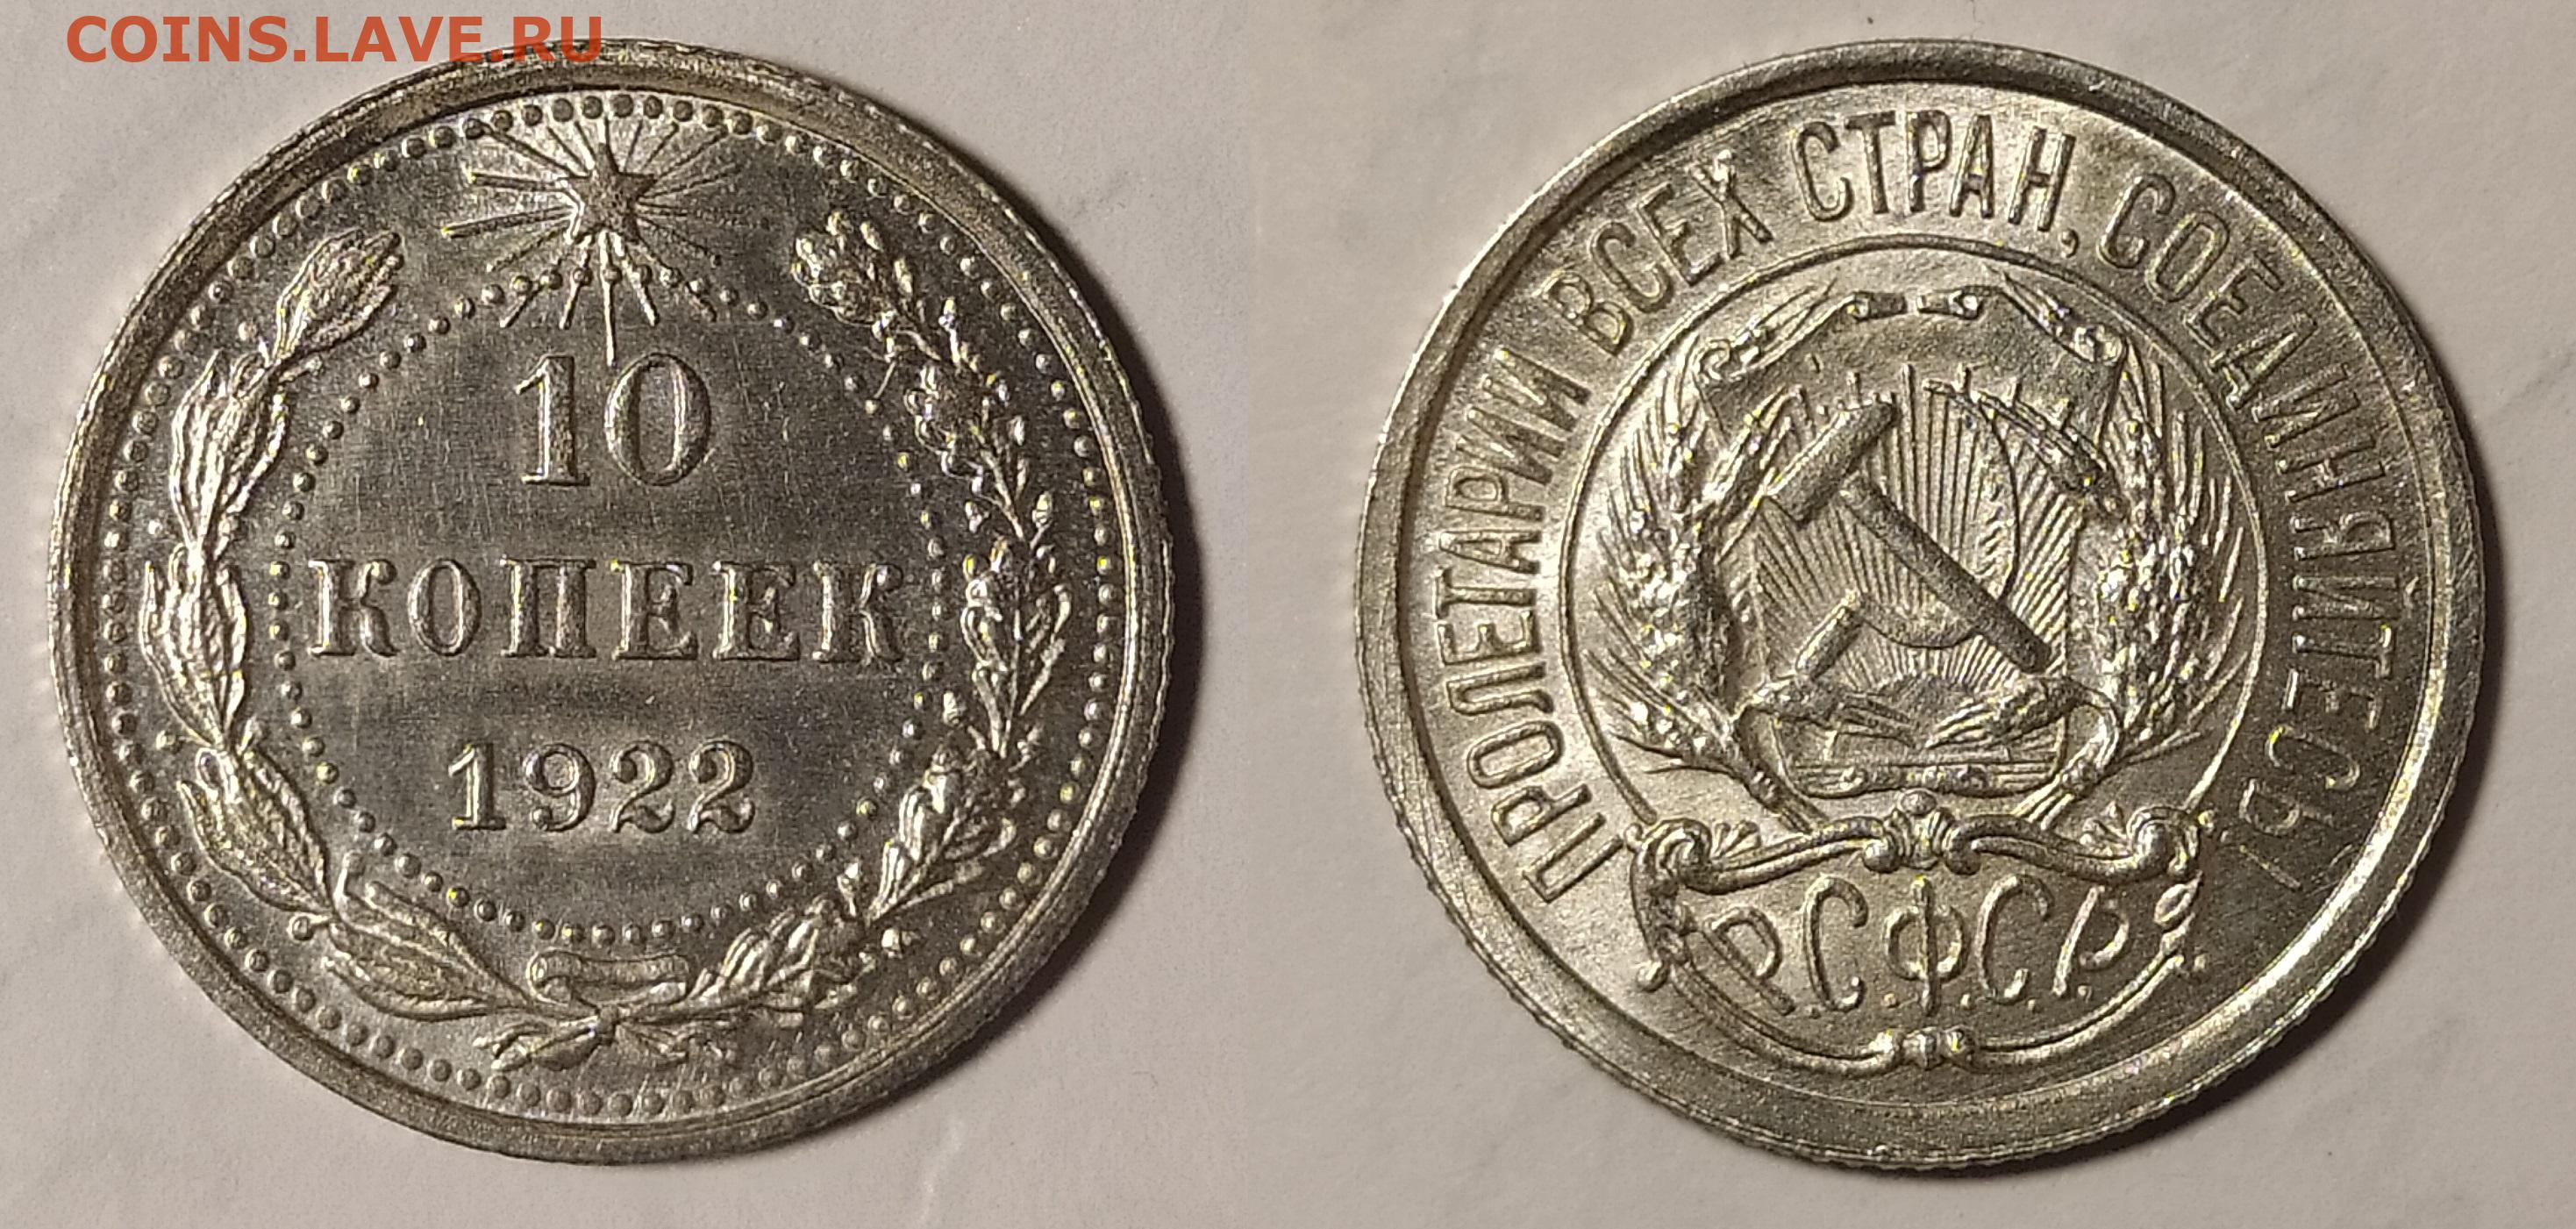 COINS.LAVE.RU
10
КОПЕЕК
1922
ПРОЛЕТАРИИ ВСЕХ СТРАН, СОЕДИНЯЙТЕСЬ!
Р.С.Ф.С.Р.